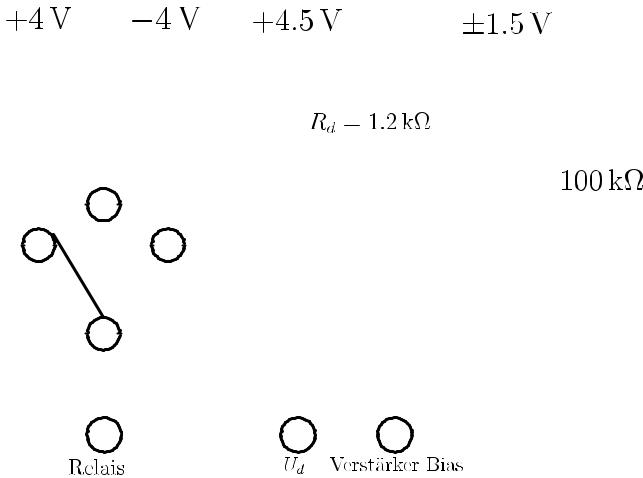 +4 V −4 V +4.5 V ±1.5 V
R_d = 1.2 kΩ
100 kΩ
Relais U_d Verstärker Bias